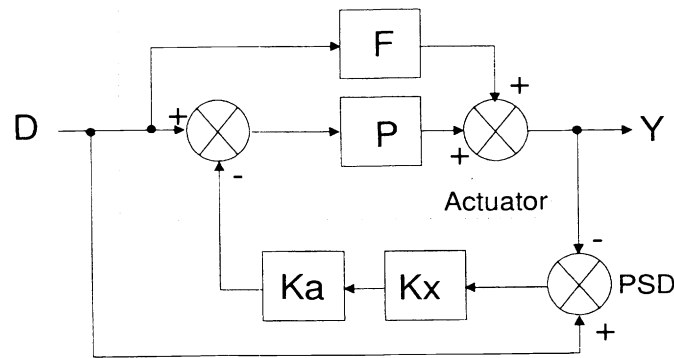 F
+
D
+
P
+
Y
-
Actuator
-
Ka
Kx
PSD
+